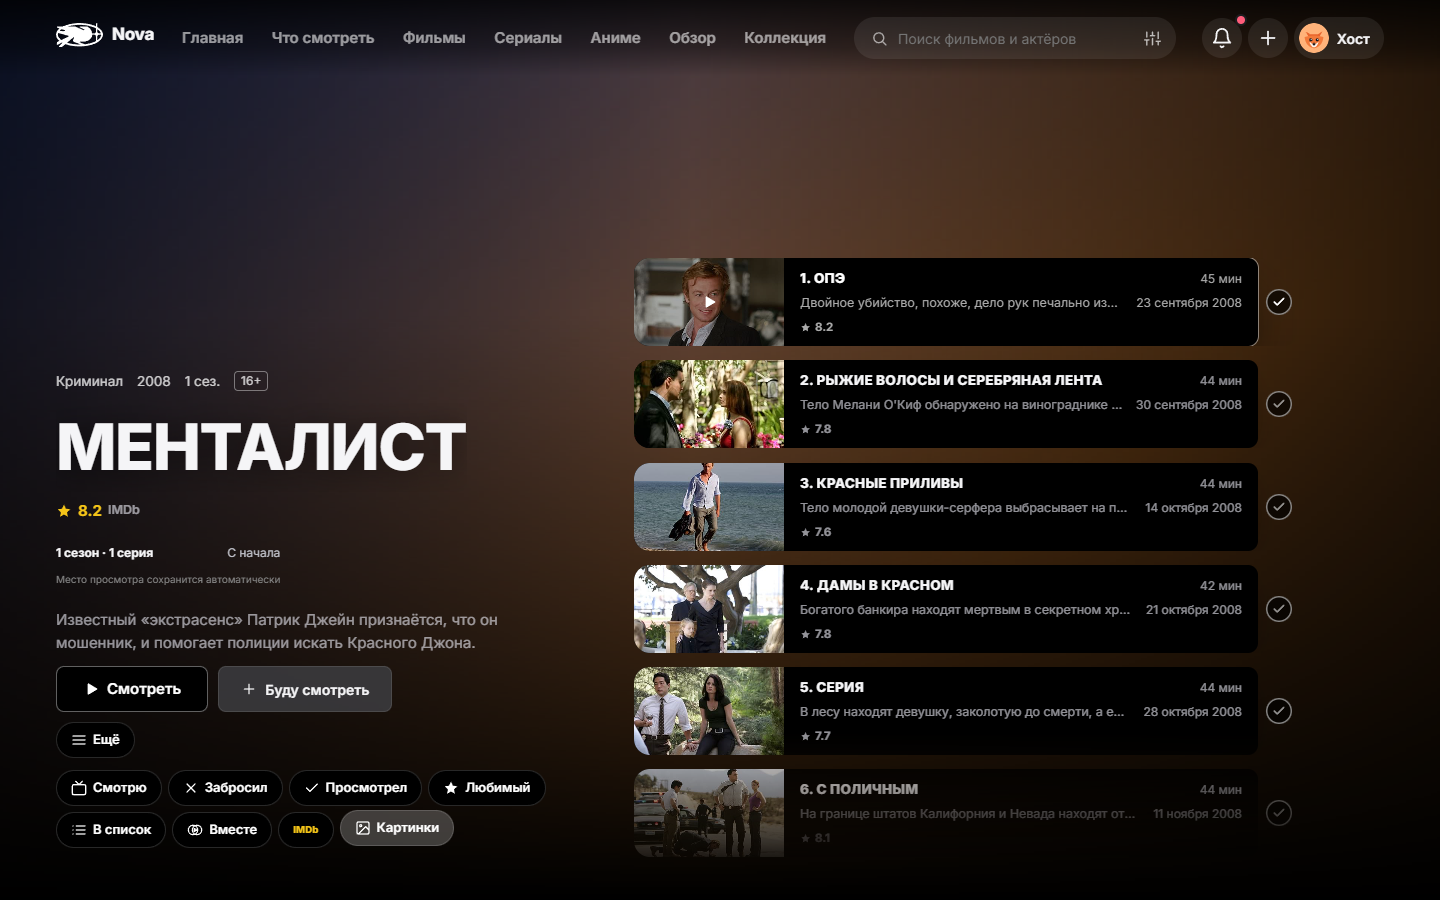 Nova
Главная
Что смотреть
Фильмы
Сериалы
Аниме
Обзор
Коллекция
Поиск фильмов и актёров
Хост
Криминал 2008 1 сез. 16+
МЕНТАЛИСТ
8.2 IMDb
1 сезон · 1 серия
С начала
Место просмотра сохранится автоматически
Известный «экстрасенс» Патрик Джейн признаётся, что он
мошенник, и помогает полиции искать Красного Джона.
Смотреть
Буду смотреть
Ещё
Смотрю
Забросил
Просмотрел
Любимый
В список
Вместе
IMDb
Картинки
1. ОПЭ
45 мин
Двойное убийство, похоже, дело рук печально из...
23 сентября 2008
8.2
2. РЫЖИЕ ВОЛОСЫ И СЕРЕБРЯНАЯ ЛЕНТА
44 мин
Тело Мелани О'Киф обнаружено на винограднике ...
30 сентября 2008
7.8
3. КРАСНЫЕ ПРИЛИВЫ
44 мин
Тело молодой девушки-серфера выбрасывает на п...
14 октября 2008
7.6
4. ДАМЫ В КРАСНОМ
42 мин
Богатого банкира находят мертвым в секретном хр...
21 октября 2008
7.8
5. СЕРИЯ
44 мин
В лесу находят девушку, заколотую до смерти, а е...
28 октября 2008
7.7
6. С ПОЛИЧНЫМ
44 мин
На границе штатов Калифорния и Невада находят от...
11 ноября 2008
8.1